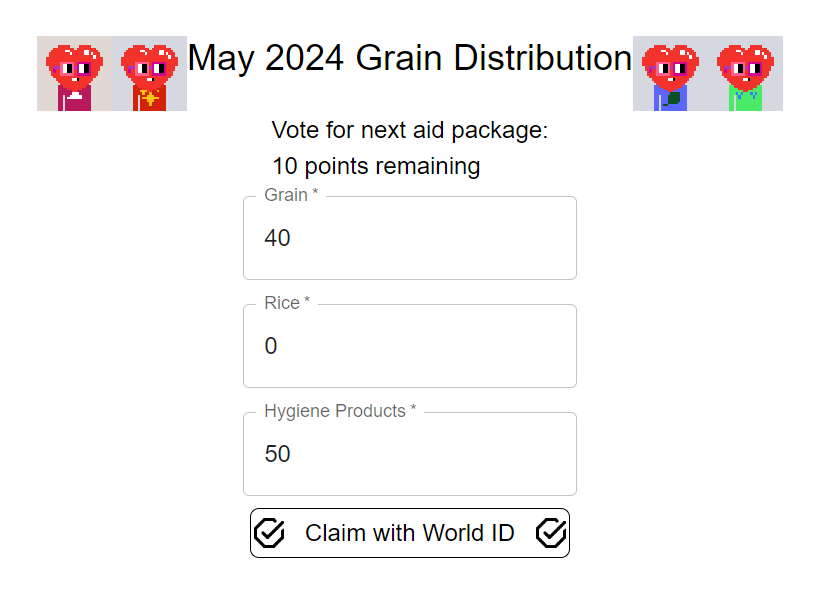 May 2024 Grain Distribution
Vote for next aid package:
10 points remaining
Grain *
40
Rice *
0
Hygiene Products *
50
Claim with World ID